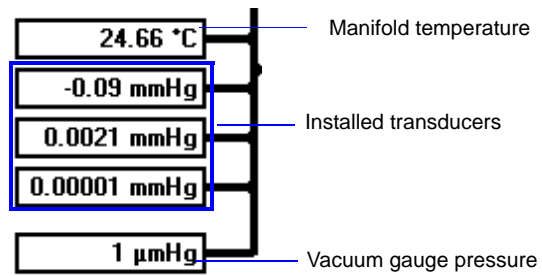 24.66 °C Manifold temperature
-0.09 mmHg
0.0021 mmHg Installed transducers
0.00001 mmHg
1 µmHg Vacuum gauge pressure